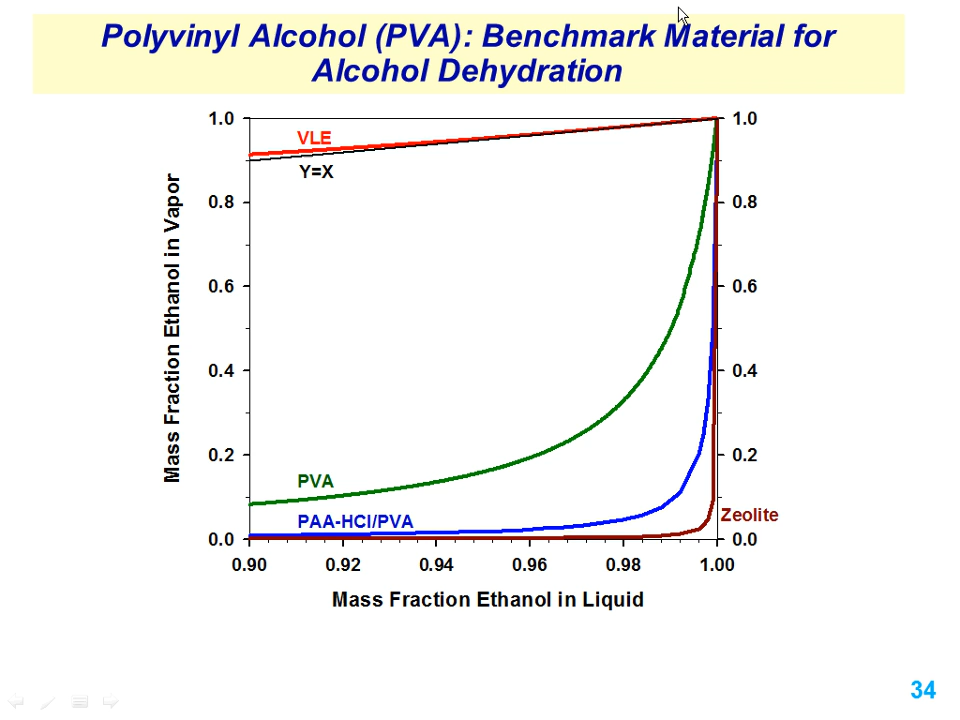 Polyvinyl Alcohol (PVA): Benchmark Material for
Alcohol Dehydration
1.0
1.0
VLE
Y=X
0.8
0.8
0.6
0.6
Mass Fraction Ethanol in Vapor
0.4
0.4
0.2
0.2
PVA
PAA-HCl/PVA
Zeolite
0.0
0.0
0.90 0.92 0.94 0.96 0.98 1.00
Mass Fraction Ethanol in Liquid
34